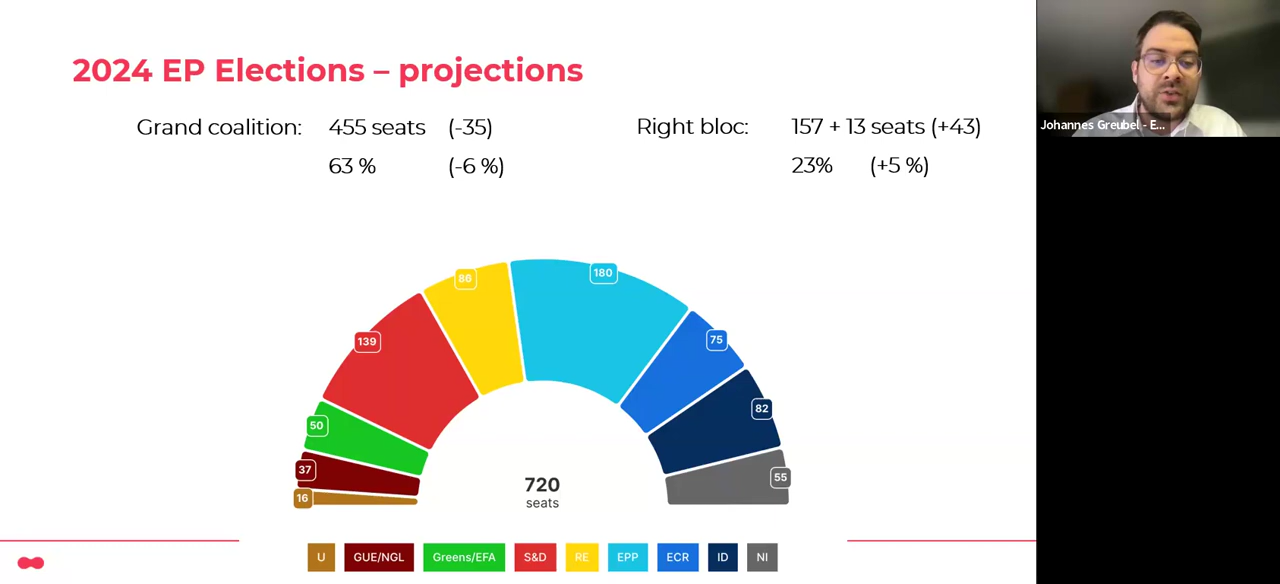 2024 EP Elections – projections
Grand coalition: 455 seats (-35)
63 % (-6 %)
Right bloc: 157 + 13 seats (+43)
23% (+5 %)
Johannes Greubel - E...
180
86
75
139
82
50
37
55
16
720
seats
U GUE/NGL Greens/EFA S&D RE EPP ECR ID NI